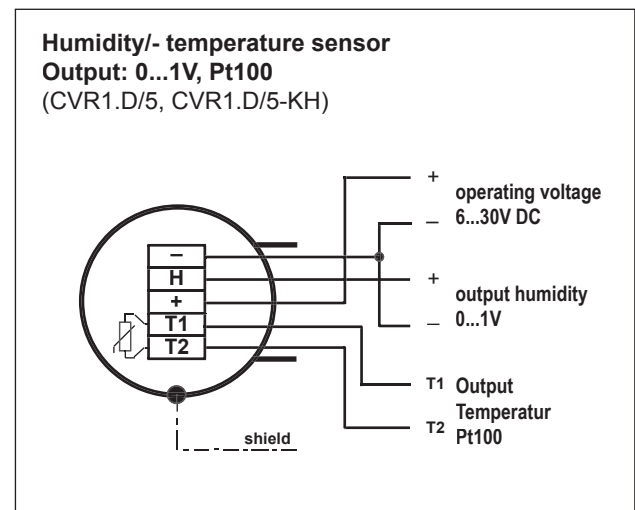 Humidity/- temperature sensor
Output: 0...1V, Pt100
(CVR1.D/5, CVR1.D/5-KH)
+
operating voltage
– 6...30V DC
–
H
+
T1
T2
+
output humidity
– 0...1V
T1 Output
Temperatur
T2 Pt100
shield